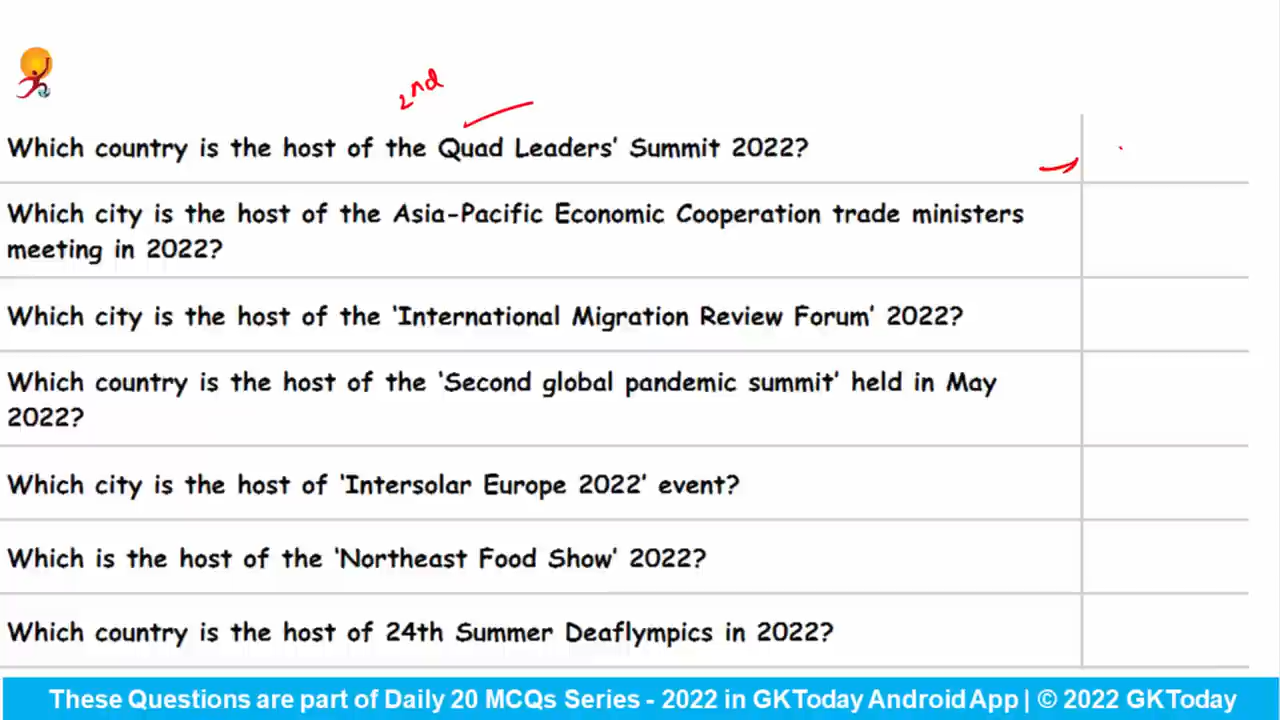 2nd
Which country is the host of the Quad Leaders' Summit 2022?
Which city is the host of the Asia-Pacific Economic Cooperation trade ministers
meeting in 2022?
Which city is the host of the 'International Migration Review Forum' 2022?
Which country is the host of the 'Second global pandemic summit' held in May
2022?
Which city is the host of 'Intersolar Europe 2022' event?
Which is the host of the 'Northeast Food Show' 2022?
Which country is the host of 24th Summer Deaflympics in 2022?
These Questions are part of Daily 20 MCQs Series - 2022 in GKToday Android App | © 2022 GKToday